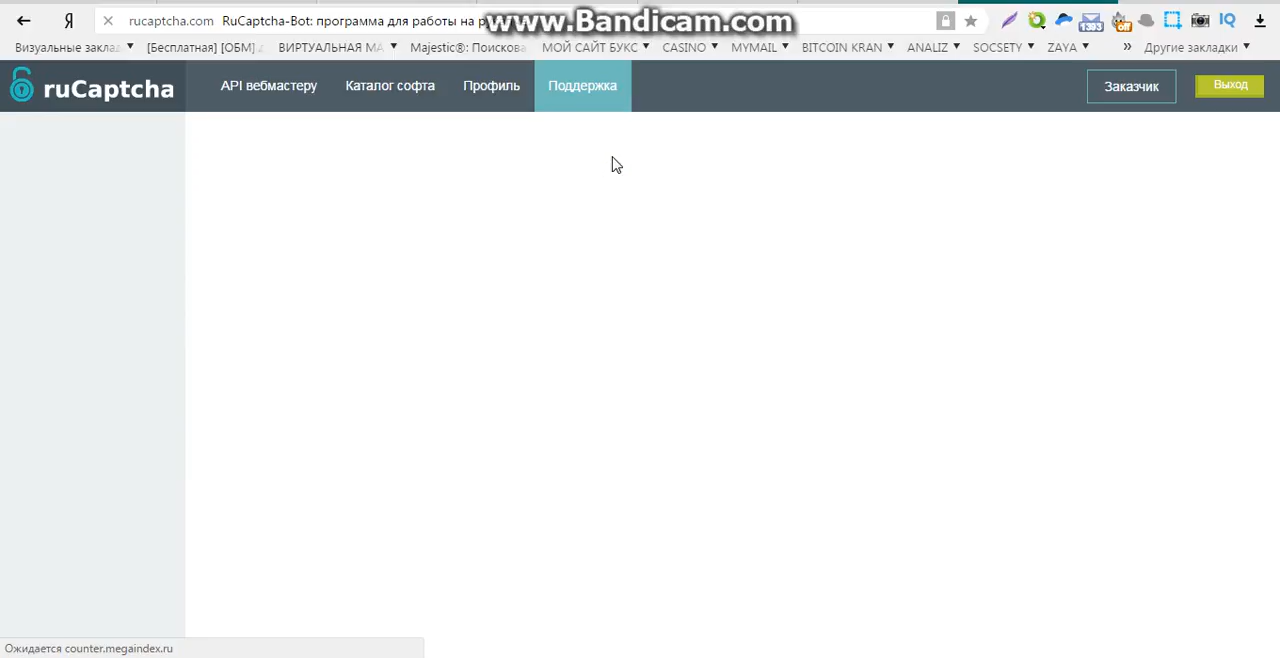 rucaptcha.com RuCaptcha-Bot: программа для работы на
www.Bandicam.com
Визуальные заклад [Бесплатная] [ОБМ] ВИРТУАЛЬНАЯ МА Majestic®: Поискова МОЙ САЙТ БУКС CASINO MYMAIL BITCOIN KRAN ANALIZ SOCSETY ZAYA » Другие закладки
ruCaptcha API вебмастеру Каталог софта Профиль Поддержка Заказчик Выход
Ожидается counter.megaindex.ru